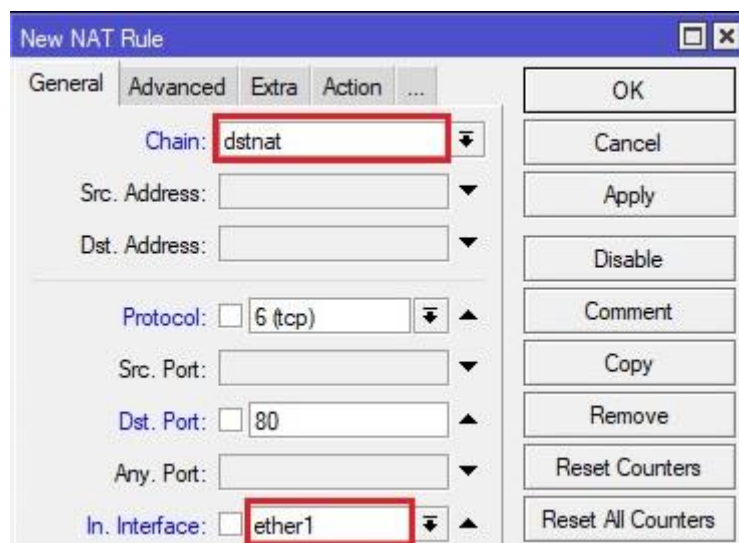 New NAT Rule
General Advanced Extra Action ...
OK
Chain: dstnat
Cancel
Src. Address:
Apply
Dst. Address:
Disable
Protocol: 6 (tcp)
Comment
Src. Port:
Copy
Dst. Port: 80
Remove
Any. Port:
Reset Counters
In. Interface: ether1
Reset All Counters